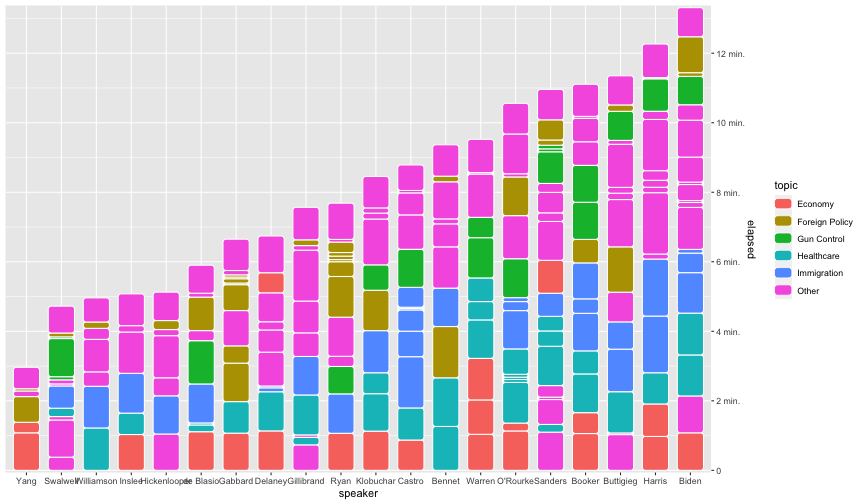 12 min.
10 min.
8 min.
6 min.
4 min.
2 min.
0
elapsed
topic
Economy
Foreign Policy
Gun Control
Healthcare
Immigration
Other
Yang Swalwell Williamson Inslee Hickenlooper de Blasio Gabbard Delaney Gillibrand Ryan Klobuchar Castro Bennet Warren O'Rourke Sanders Booker Buttigieg Harris Biden
speaker